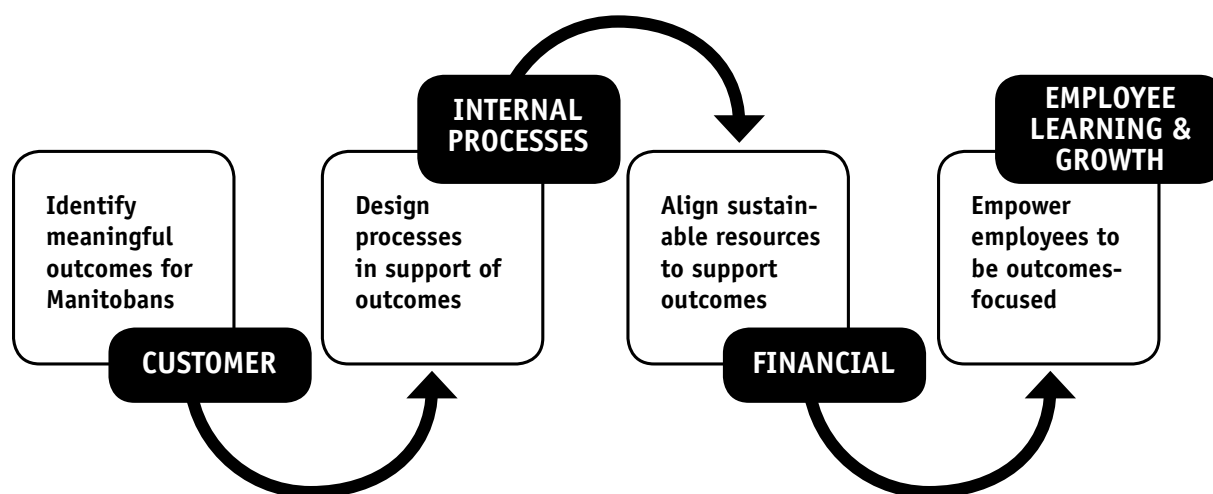 Identify
meaningful
outcomes for
Manitobans
CUSTOMER
INTERNAL
PROCESSES
Design
processes
in support of
outcomes
Align sustain-
able resources
to support
outcomes
FINANCIAL
EMPLOYEE
LEARNING &
GROWTH
Empower
employees to
be outcomes-
focused